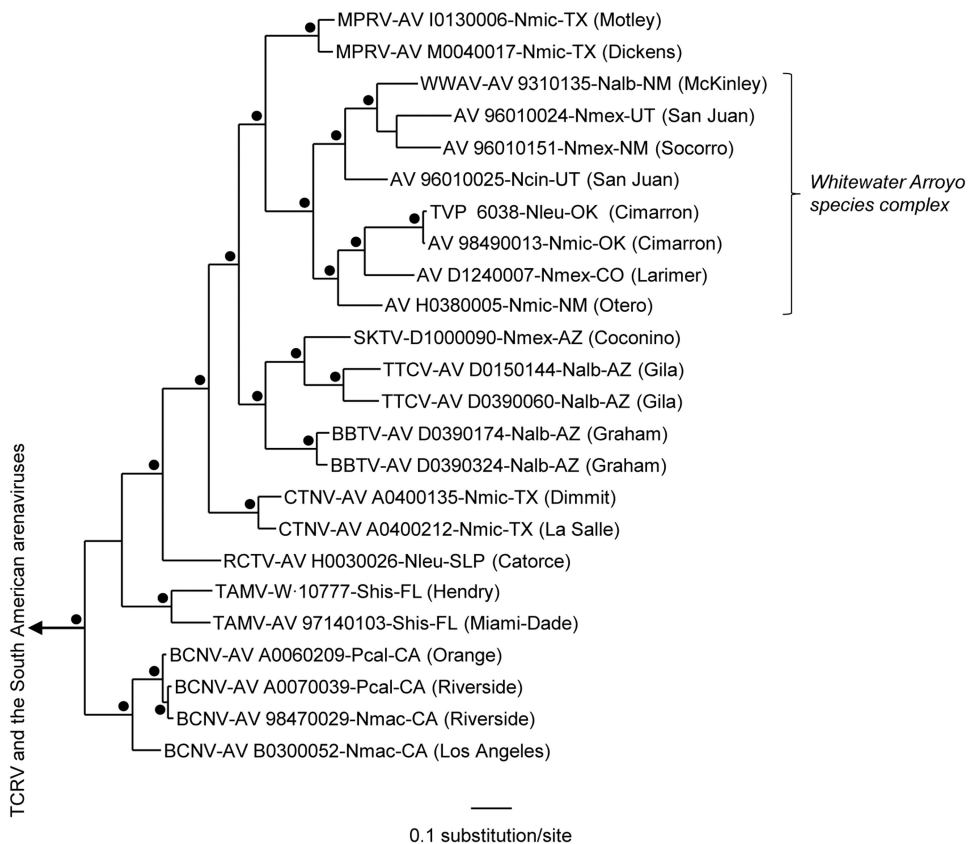 MPRV-AV I0130006-Nmic-TX (Motley)
MPRV-AV M0040017-Nmic-TX (Dickens)
WWAV-AV 9310135-Nalb-NM (McKinley)
AV 96010024-Nmex-UT (San Juan)
AV 96010151-Nmex-NM (Socorro)
AV 96010025-Ncin-UT (San Juan)
TVP 6038-Nleu-OK (Cimarron)
AV 98490013-Nmic-OK (Cimarron)
AV D1240007-Nmex-CO (Larimer)
AV H0380005-Nmic-NM (Otero)
Whitewater Arroyo
species complex
SKTV-D1000090-Nmex-AZ (Coconino)
TTCV-AV D0150144-Nalb-AZ (Gila)
TTCV-AV D0390060-Nalb-AZ (Gila)
BBTV-AV D0390174-Nalb-AZ (Graham)
BBTV-AV D0390324-Nalb-AZ (Graham)
CTNV-AV A0400135-Nmic-TX (Dimmit)
CTNV-AV A0400212-Nmic-TX (La Salle)
RCTV-AV H0030026-Nleu-SLP (Catorce)
TAMV-W·10777-Shis-FL (Hendry)
TAMV-AV 97140103-Shis-FL (Miami-Dade)
BCNV-AV A0060209-Pcal-CA (Orange)
BCNV-AV A0070039-Pcal-CA (Riverside)
BCNV-AV 98470029-Nmac-CA (Riverside)
BCNV-AV B0300052-Nmac-CA (Los Angeles)
TCRV and the South American arenaviruses
0.1 substitution/site